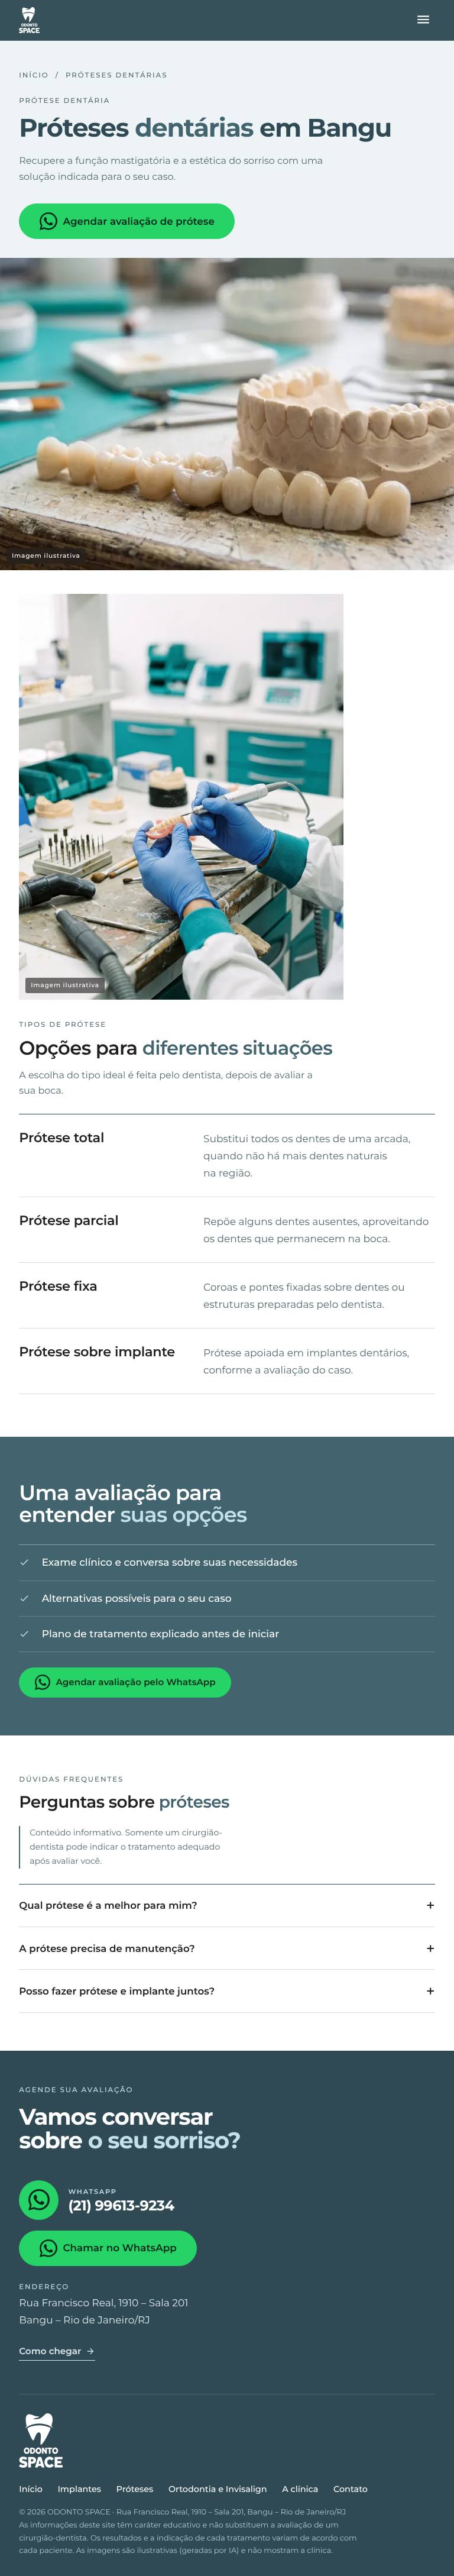 ODONTO
SPACE
INÍCIO / PRÓTESES DENTÁRIAS
PRÓTESE DENTÁRIA
Próteses dentárias em Bangu
Recupere a função mastigatória e a estética do sorriso com uma
solução indicada para o seu caso.
Agendar avaliação de prótese
Imagem ilustrativa
Imagem ilustrativa
TIPOS DE PRÓTESE
Opções para diferentes situações
A escolha do tipo ideal é feita pelo dentista, depois de avaliar a
sua boca.
Prótese total
Substitui todos os dentes de uma arcada,
quando não há mais dentes naturais
na região.
Prótese parcial
Repõe alguns dentes ausentes, aproveitando
os dentes que permanecem na boca.
Prótese fixa
Coroas e pontes fixadas sobre dentes ou
estruturas preparadas pelo dentista.
Prótese sobre implante
Prótese apoiada em implantes dentários,
conforme a avaliação do caso.
Uma avaliação para
entender suas opções
Exame clínico e conversa sobre suas necessidades
Alternativas possíveis para o seu caso
Plano de tratamento explicado antes de iniciar
Agendar avaliação pelo WhatsApp
DÚVIDAS FREQUENTES
Perguntas sobre próteses
Conteúdo informativo. Somente um cirurgião-
dentista pode indicar o tratamento adequado
após avaliar você.
Qual prótese é a melhor para mim? +
A prótese precisa de manutenção? +
Posso fazer prótese e implante juntos? +
AGENDE SUA AVALIAÇÃO
Vamos conversar
sobre o seu sorriso?
WHATSAPP
(21) 99613-9234
Chamar no WhatsApp
ENDEREÇO
Rua Francisco Real, 1910 – Sala 201
Bangu – Rio de Janeiro/RJ
Como chegar →
ODONTO
SPACE
Início Implantes Próteses Ortodontia e Invisalign A clínica Contato
© 2026 ODONTO SPACE · Rua Francisco Real, 1910 – Sala 201, Bangu – Rio de Janeiro/RJ
As informações deste site têm caráter educativo e não substituem a avaliação de um
cirurgião-dentista. Os resultados e a indicação de cada tratamento variam de acordo com
cada paciente. As imagens são ilustrativas (geradas por IA) e não mostram a clínica.